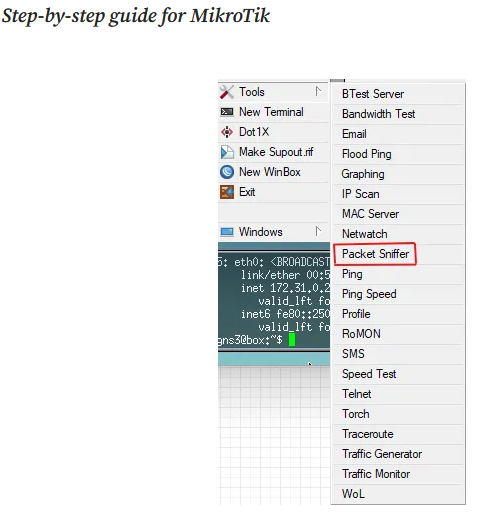 Step-by-step guide for MikroTik
Tools
New Terminal
Dot1X
Make Supout.rif
New WinBox
Exit
Windows
BTest Server
Bandwidth Test
Email
Flood Ping
Graphing
IP Scan
MAC Server
Netwatch
Packet Sniffer
Ping
Ping Speed
Profile
RoMON
SMS
Speed Test
Telnet
Torch
Traceroute
Traffic Generator
Traffic Monitor
WoL
5: eth0: <BROADCAST
link/ether 00:5
inet 172.31.0.2
valid_lft fo
inet6 fe80::250
valid_lft fo
gns3@box:~$